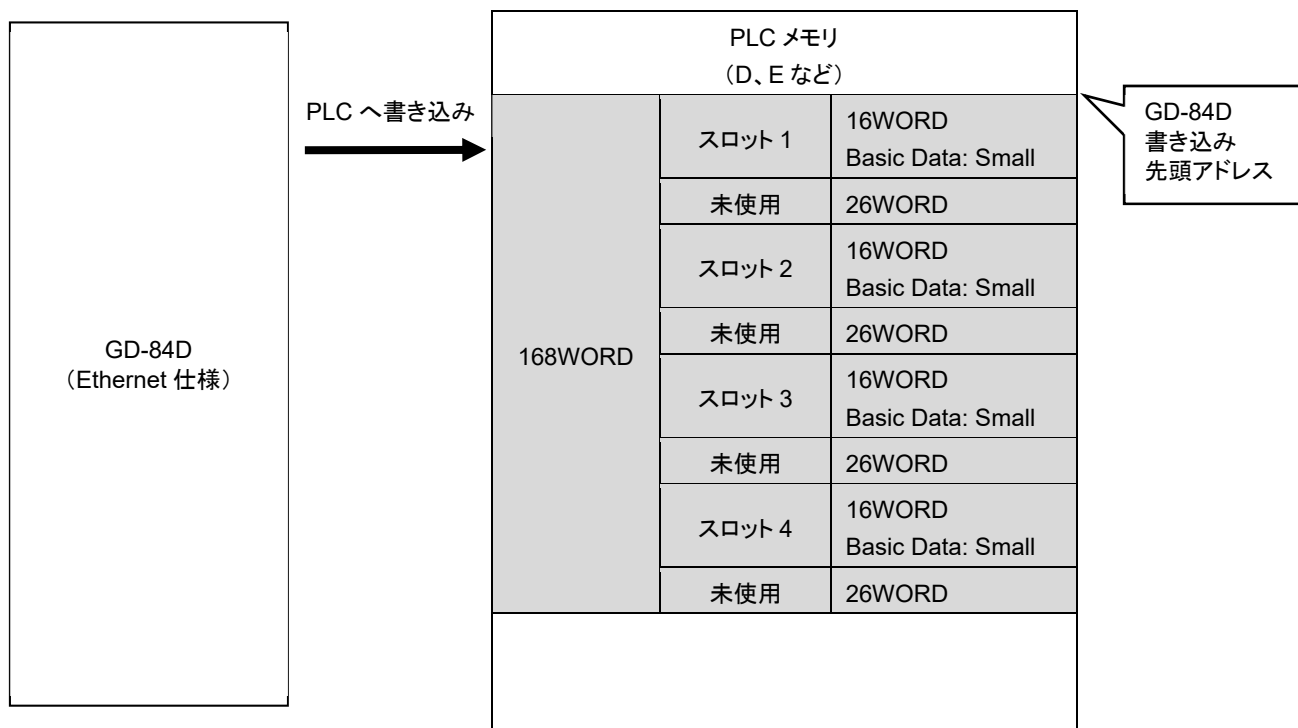 PLC メモリ
（D、E など）
PLC へ書き込み
GD-84D
書き込み
先頭アドレス
GD-84D
（Ethernet 仕様）
168WORD
スロット 1
16WORD
Basic Data: Small
未使用
26WORD
スロット 2
16WORD
Basic Data: Small
未使用
26WORD
スロット 3
16WORD
Basic Data: Small
未使用
26WORD
スロット 4
16WORD
Basic Data: Small
未使用
26WORD